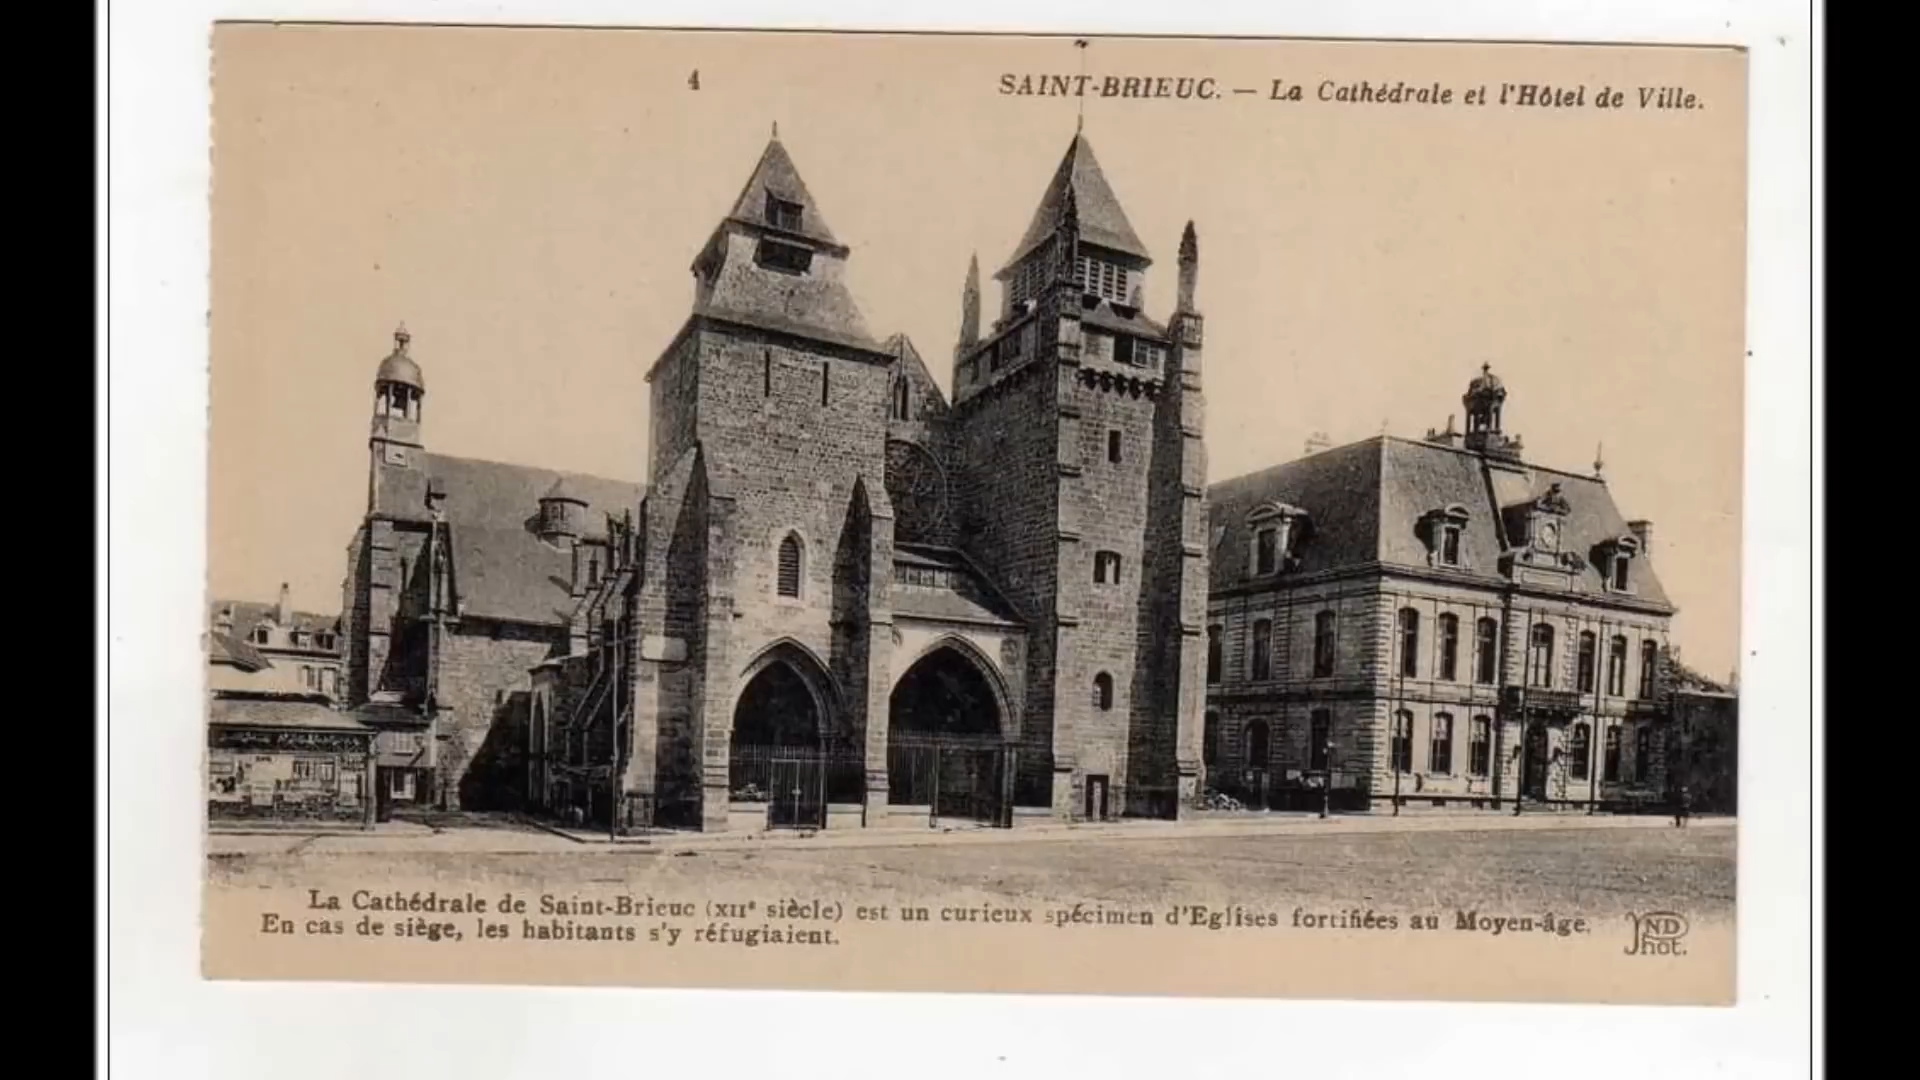 4
SAINT-BRIEUC. — La Cathédrale et l'Hôtel de Ville.
La Cathédrale de Saint-Brieuc (XIIᵉ siècle) est un curieux spécimen d'Eglises fortifiées au Moyen-âge.
En cas de siège, les habitants s'y réfugiaient.
ND
Phot.